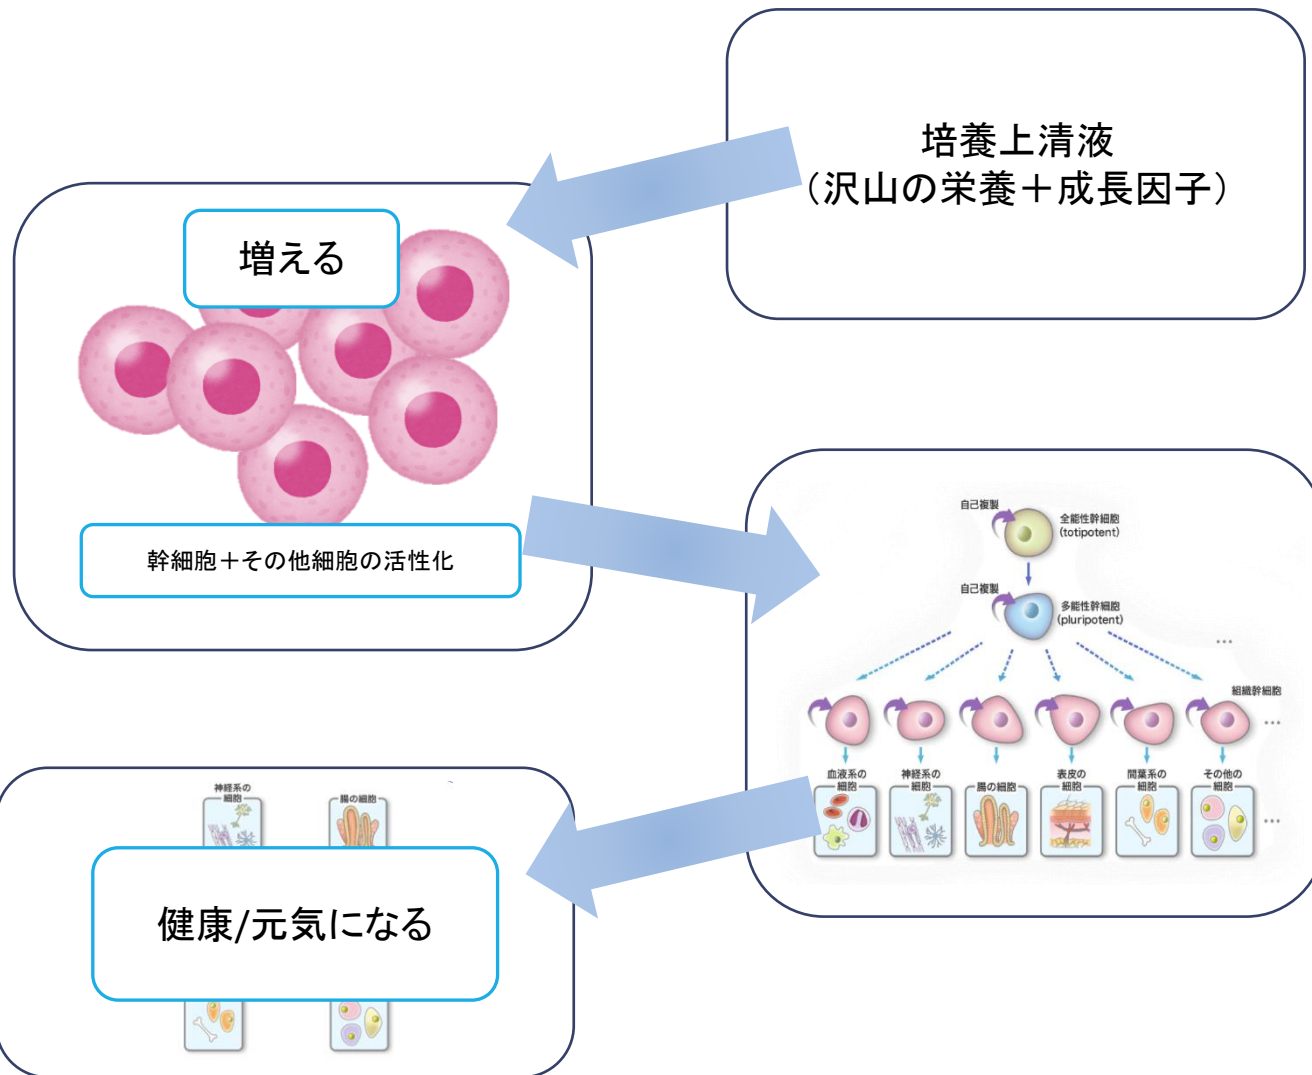 培養上清液
（沢山の栄養＋成長因子）
増える
幹細胞＋その他細胞の活性化
自己複製
全能性幹細胞
(totipotent)
自己複製
多能性幹細胞
(pluripotent)
…
組織幹細胞
…
血液系の
細胞
神経系の
細胞
腸の細胞
表皮の
細胞
間葉系の
細胞
その他の
細胞
…
神経系の
細胞
腸の細胞
健康/元気になる